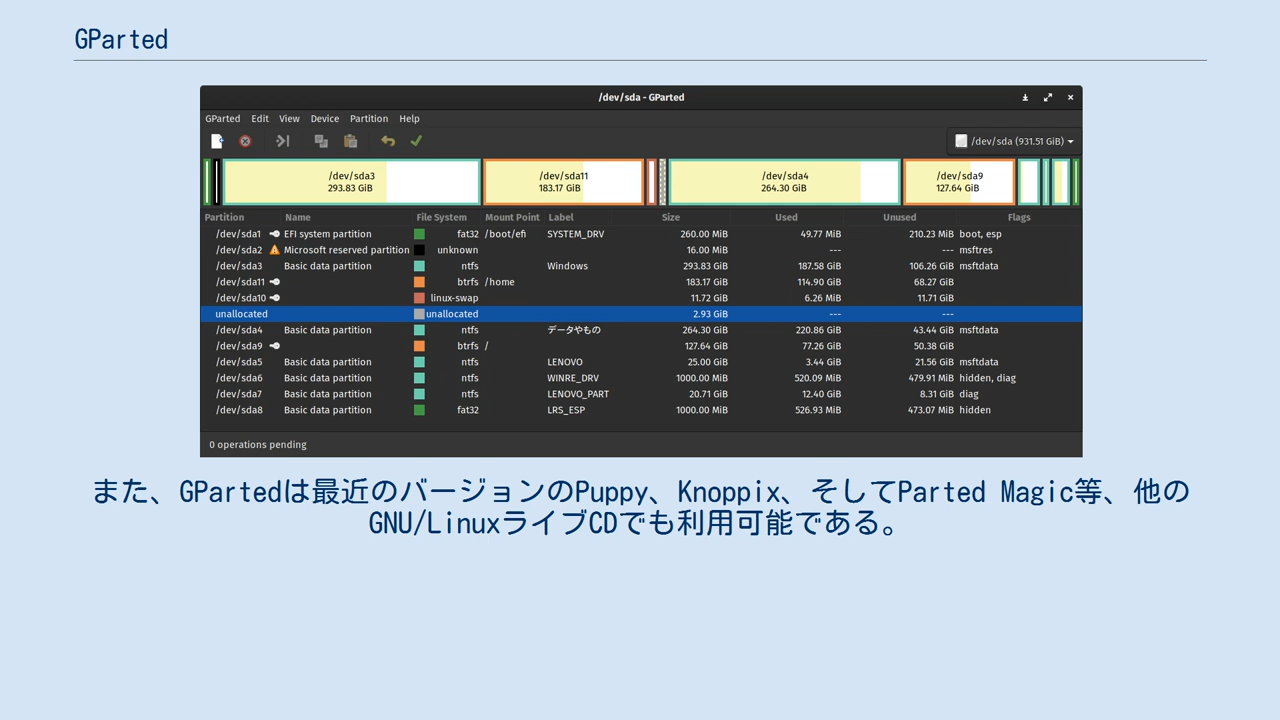 GParted
/dev/sda - GParted
GParted Edit View Device Partition Help
/dev/sda (931.51 GiB)
/dev/sda3 /dev/sda11 /dev/sda4 /dev/sda9
293.83 GiB 183.17 GiB 264.30 GiB 127.64 GiB
Partition Name File System Mount Point Label Size Used Unused Flags
/dev/sda1 EFI system partition fat32 /boot/efi SYSTEM_DRV 260.00 MiB 49.77 MiB 210.23 MiB boot, esp
/dev/sda2 Microsoft reserved partition unknown 16.00 MiB --- --- msftres
/dev/sda3 Basic data partition ntfs Windows 293.83 GiB 187.58 GiB 106.26 GiB msftdata
/dev/sda11 btrfs /home 183.17 GiB 114.90 GiB 68.27 GiB
/dev/sda10 linux-swap 11.72 GiB 6.26 MiB 11.71 GiB
unallocated unallocated 2.93 GiB --- ---
/dev/sda4 Basic data partition ntfs データやもの 264.30 GiB 220.86 GiB 43.44 GiB msftdata
/dev/sda9 btrfs / 127.64 GiB 77.26 GiB 50.38 GiB
/dev/sda5 Basic data partition ntfs LENOVO 25.00 GiB 3.44 GiB 21.56 GiB msftdata
/dev/sda6 Basic data partition ntfs WINRE_DRV 1000.00 MiB 520.09 MiB 479.91 MiB hidden, diag
/dev/sda7 Basic data partition ntfs LENOVO_PART 20.71 GiB 12.40 GiB 8.31 GiB diag
/dev/sda8 Basic data partition fat32 LRS_ESP 1000.00 MiB 526.93 MiB 473.07 MiB hidden
0 operations pending
また、GPartedは最近のバージョンのPuppy、Knoppix、そしてParted Magic等、他の
GNU/LinuxライブCDでも利用可能である。